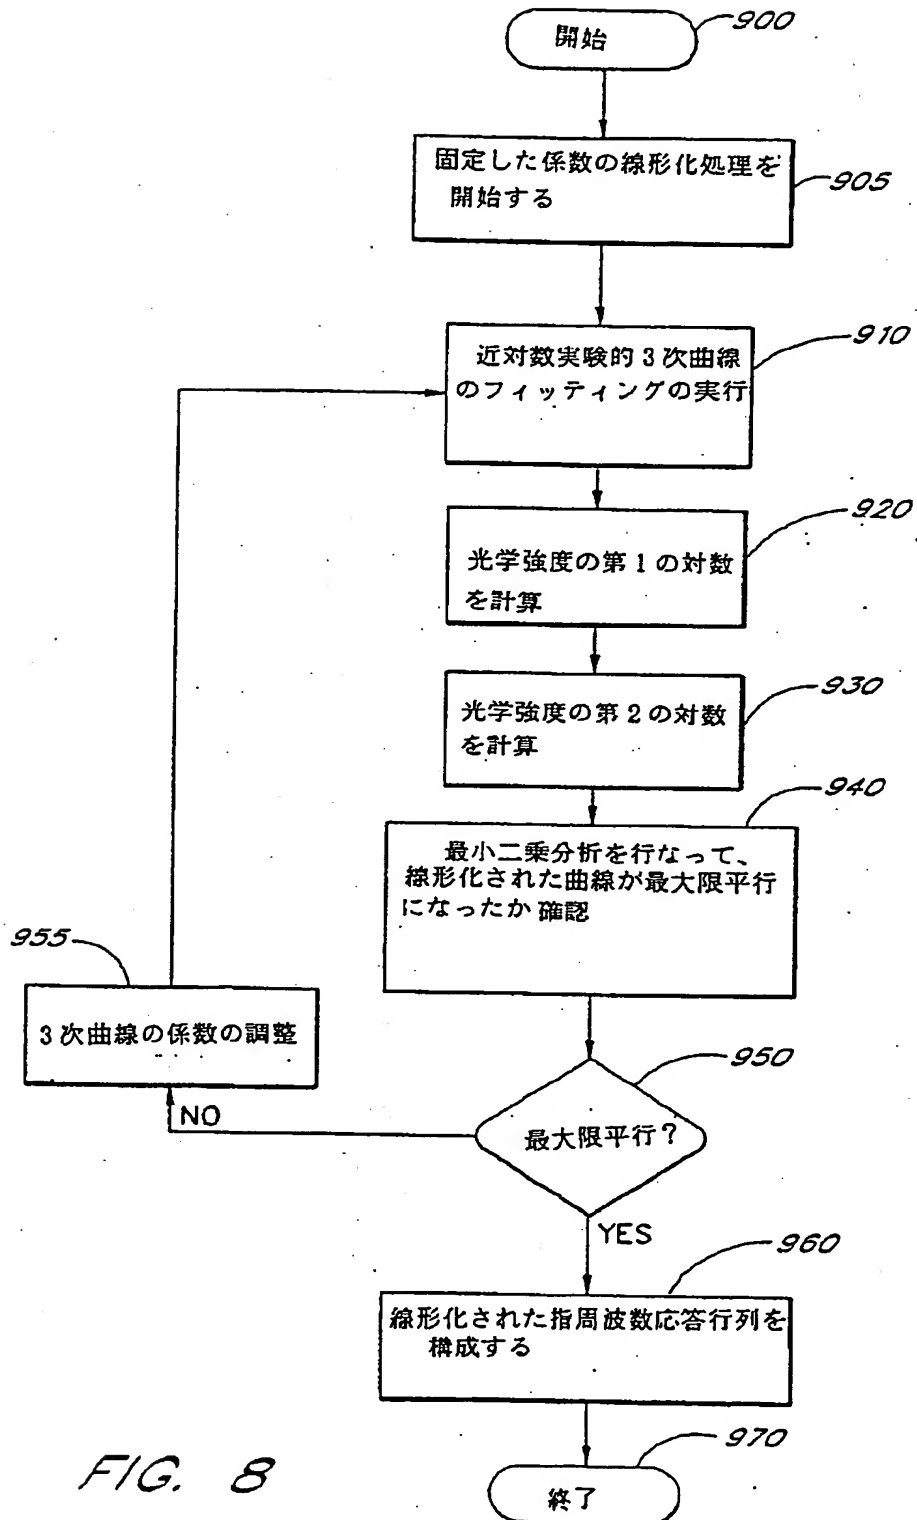 開始
900
固定した係数の線形化処理を
開始する
905
近対数実験的3次曲線
のフィッティングの実行
910
光学強度の第1の対数
を計算
920
光学強度の第2の対数
を計算
930
最小二乗分析を行なって、
線形化された曲線が最大限平行
になったか確認
940
955
3次曲線の係数の調整
NO
最大限平行?
950
YES
線形化された指周波数応答行列を
構成する
960
終了
970
FIG. 8